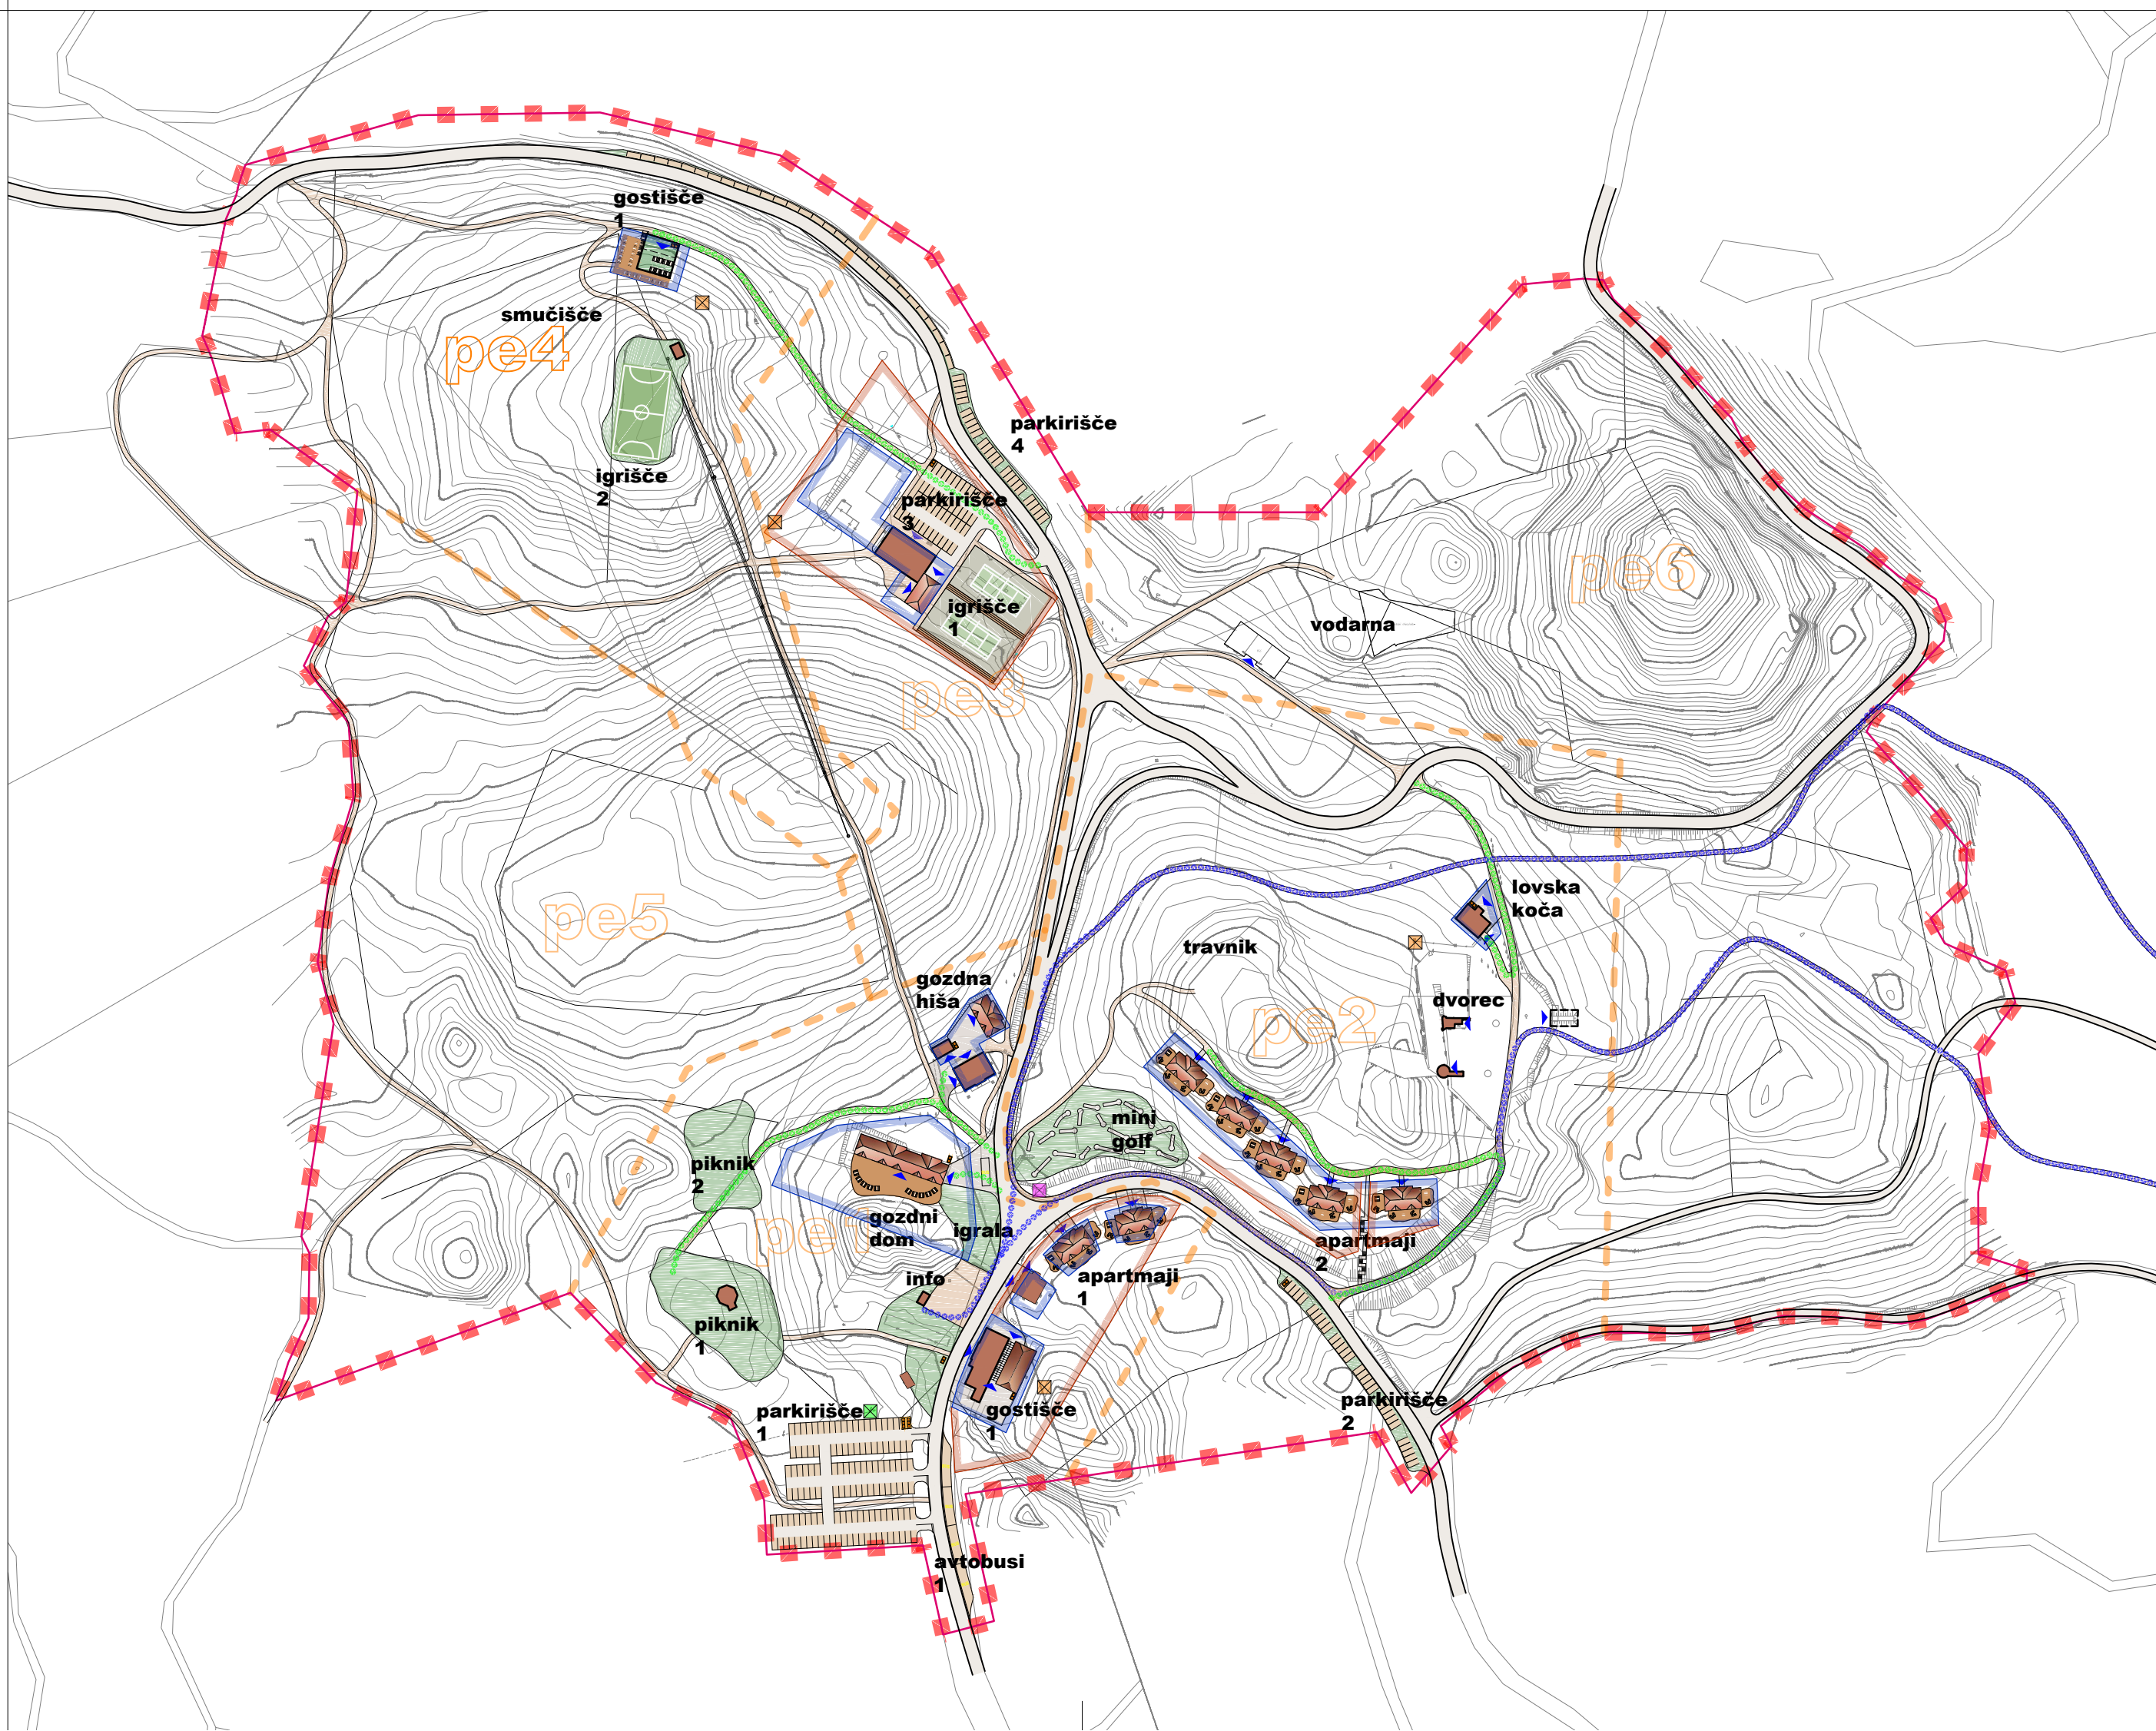 gostišče
1
smučišče
pe4
parkirišče
4
igrišče
2
parkirišče
3
pe6
igrišče
1
vodarna
pe3
lovska
koča
pe5
travnik
gozdna
hiša
dvorec
pe2
mini
golf
piknik
2
gozdni
dom
igrala
pe1
apartmaji
2
info
apartmaji
1
piknik
1
parkirišče
1
gostišče
1
parkirišče
2
avtobusi
1